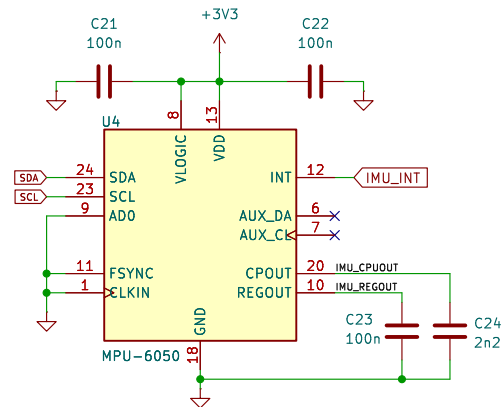 +3V3
C21
100n
C22
100n
U4
8
13
VLOGIC
VDD
SDA
24
SDA
SCL
23
SCL
9
AD0
11
FSYNC
1
CLKIN
INT
12
IMU_INT
AUX_DA
6
AUX_CL
7
CPOUT
20
IMU_CPUOUT
REGOUT
10
IMU_REGOUT
GND
18
MPU-6050
C23
100n
C24
2n2